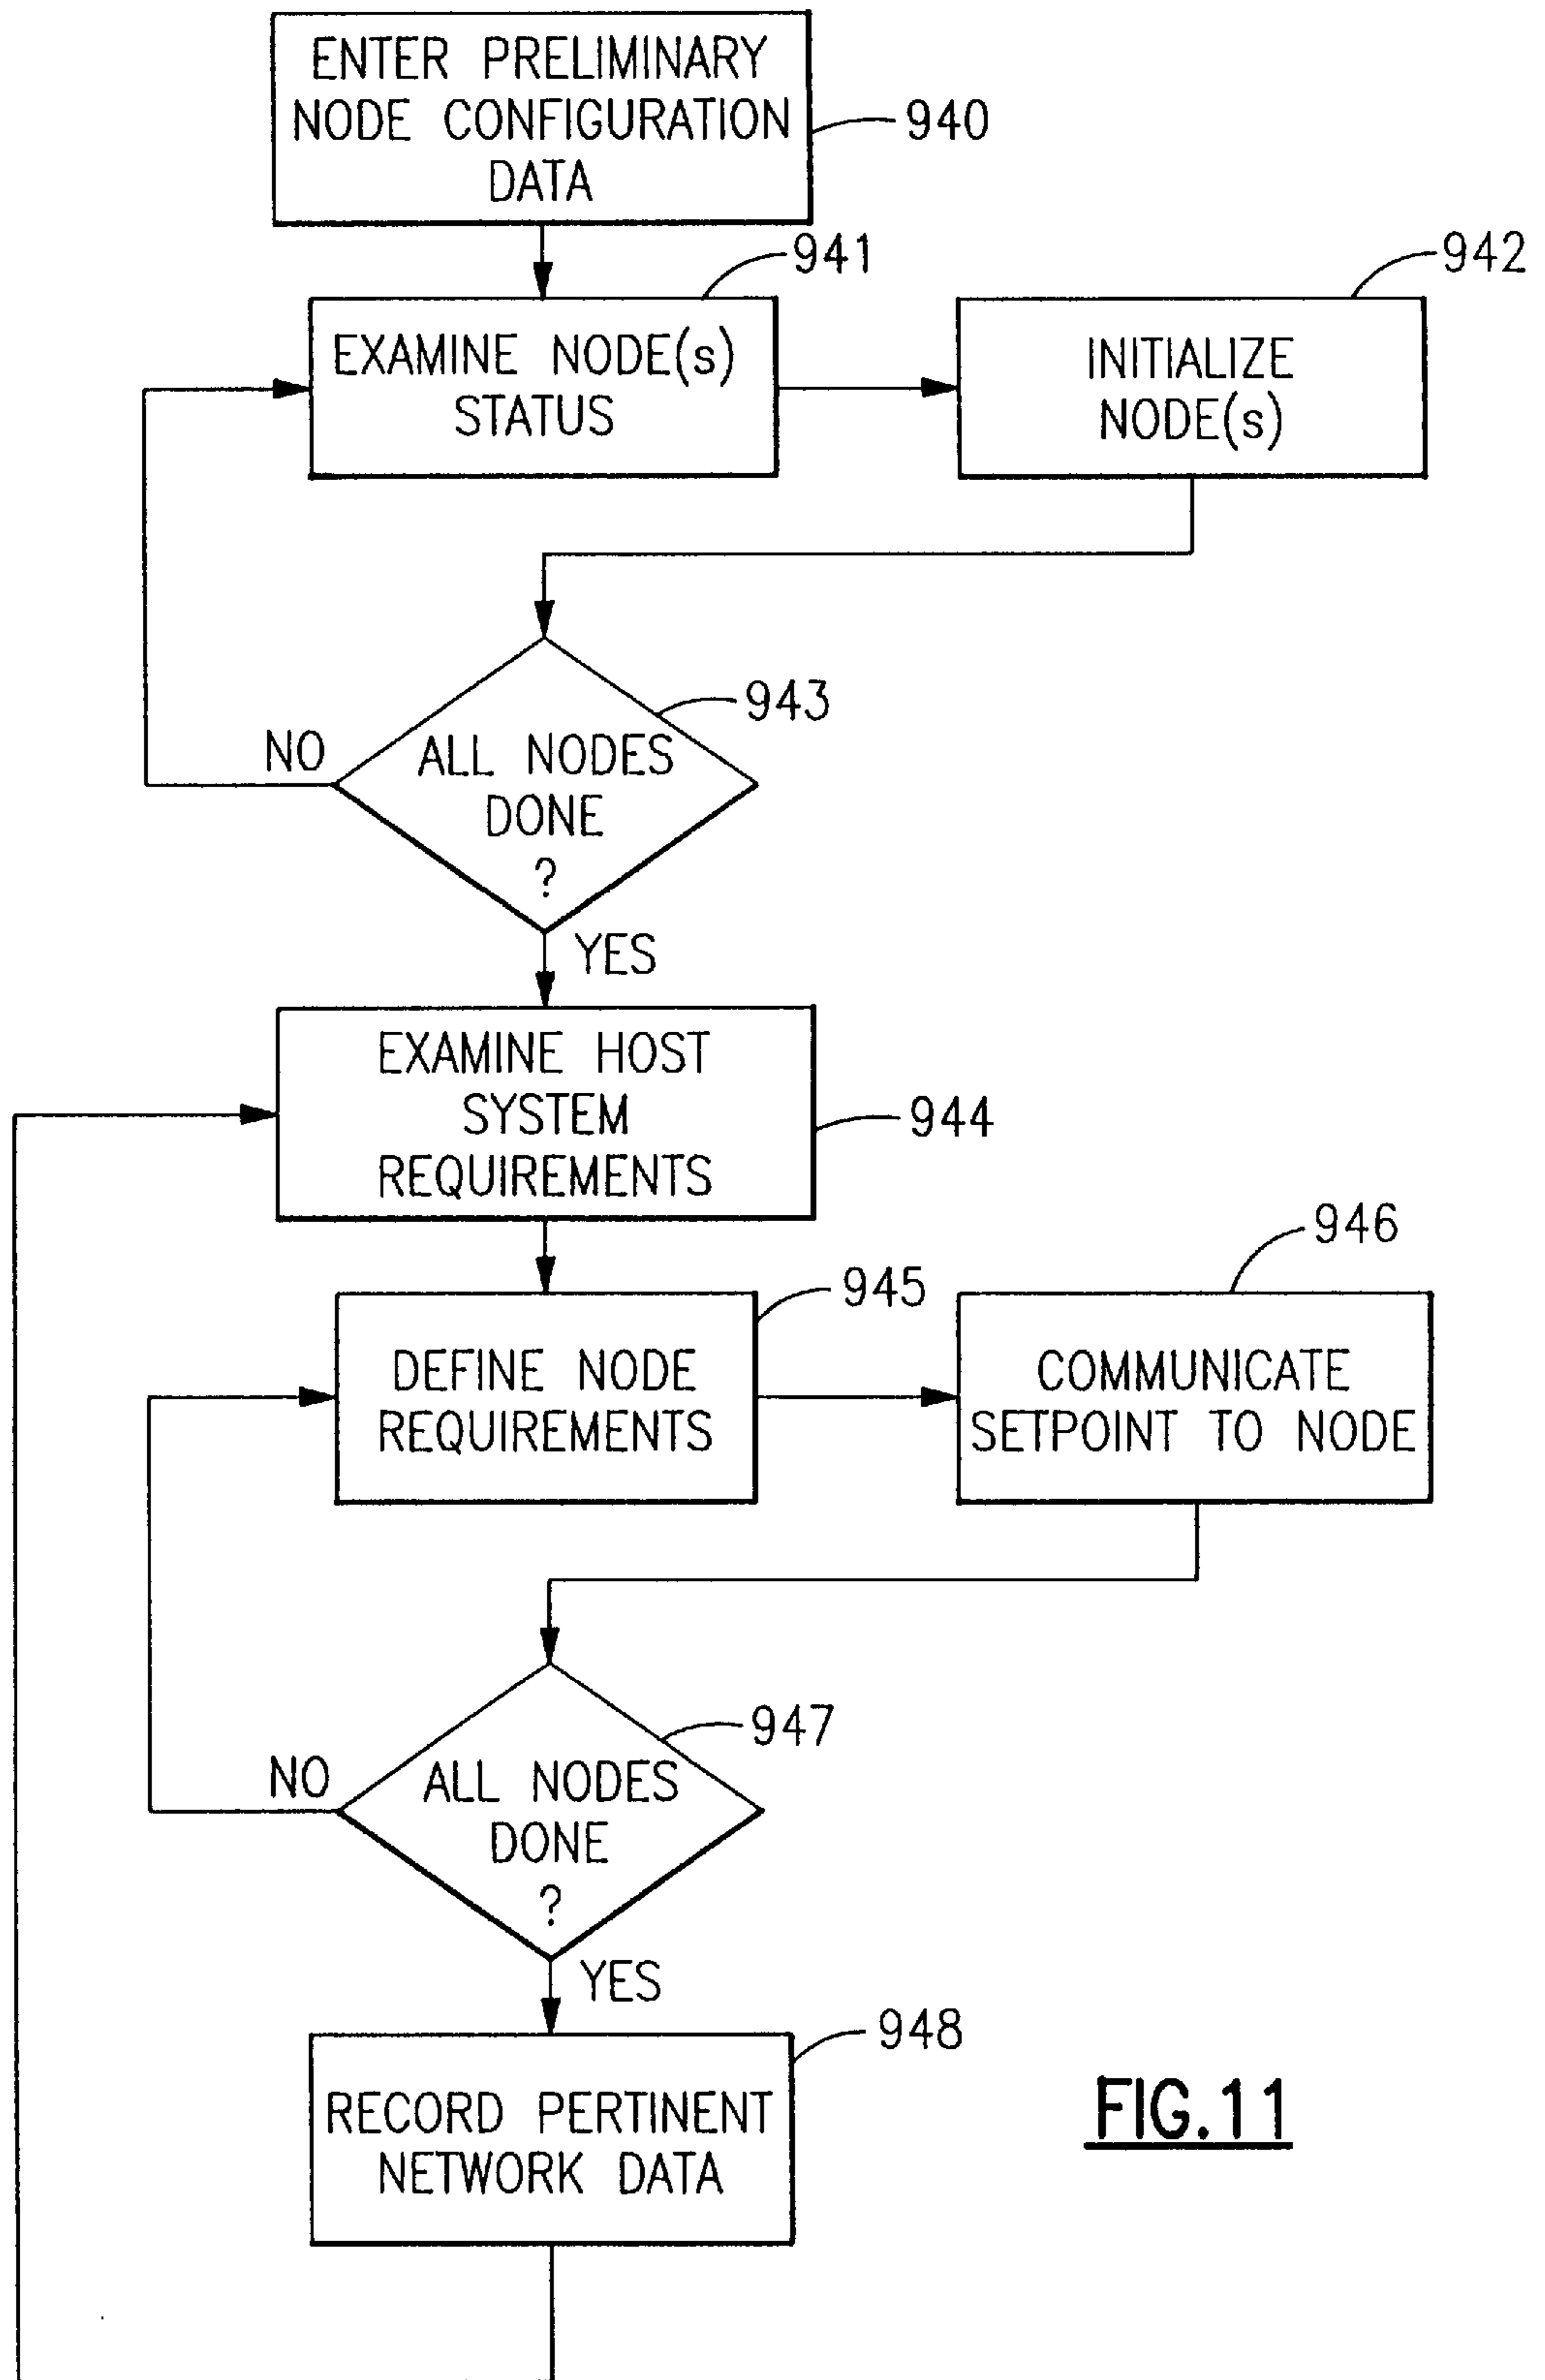 ENTER PRELIMINARY
NODE CONFIGURATION
DATA
940
941
942
EXAMINE NODE(s)
STATUS
INITIALIZE
NODE(s)
943
NO
ALL NODES
DONE
?
YES
EXAMINE HOST
SYSTEM
REQUIREMENTS
944
945
946
DEFINE NODE
REQUIREMENTS
COMMUNICATE
SETPOINT TO NODE
947
NO
ALL NODES
DONE
?
YES
948
RECORD PERTINENT
NETWORK DATA
FIG.11